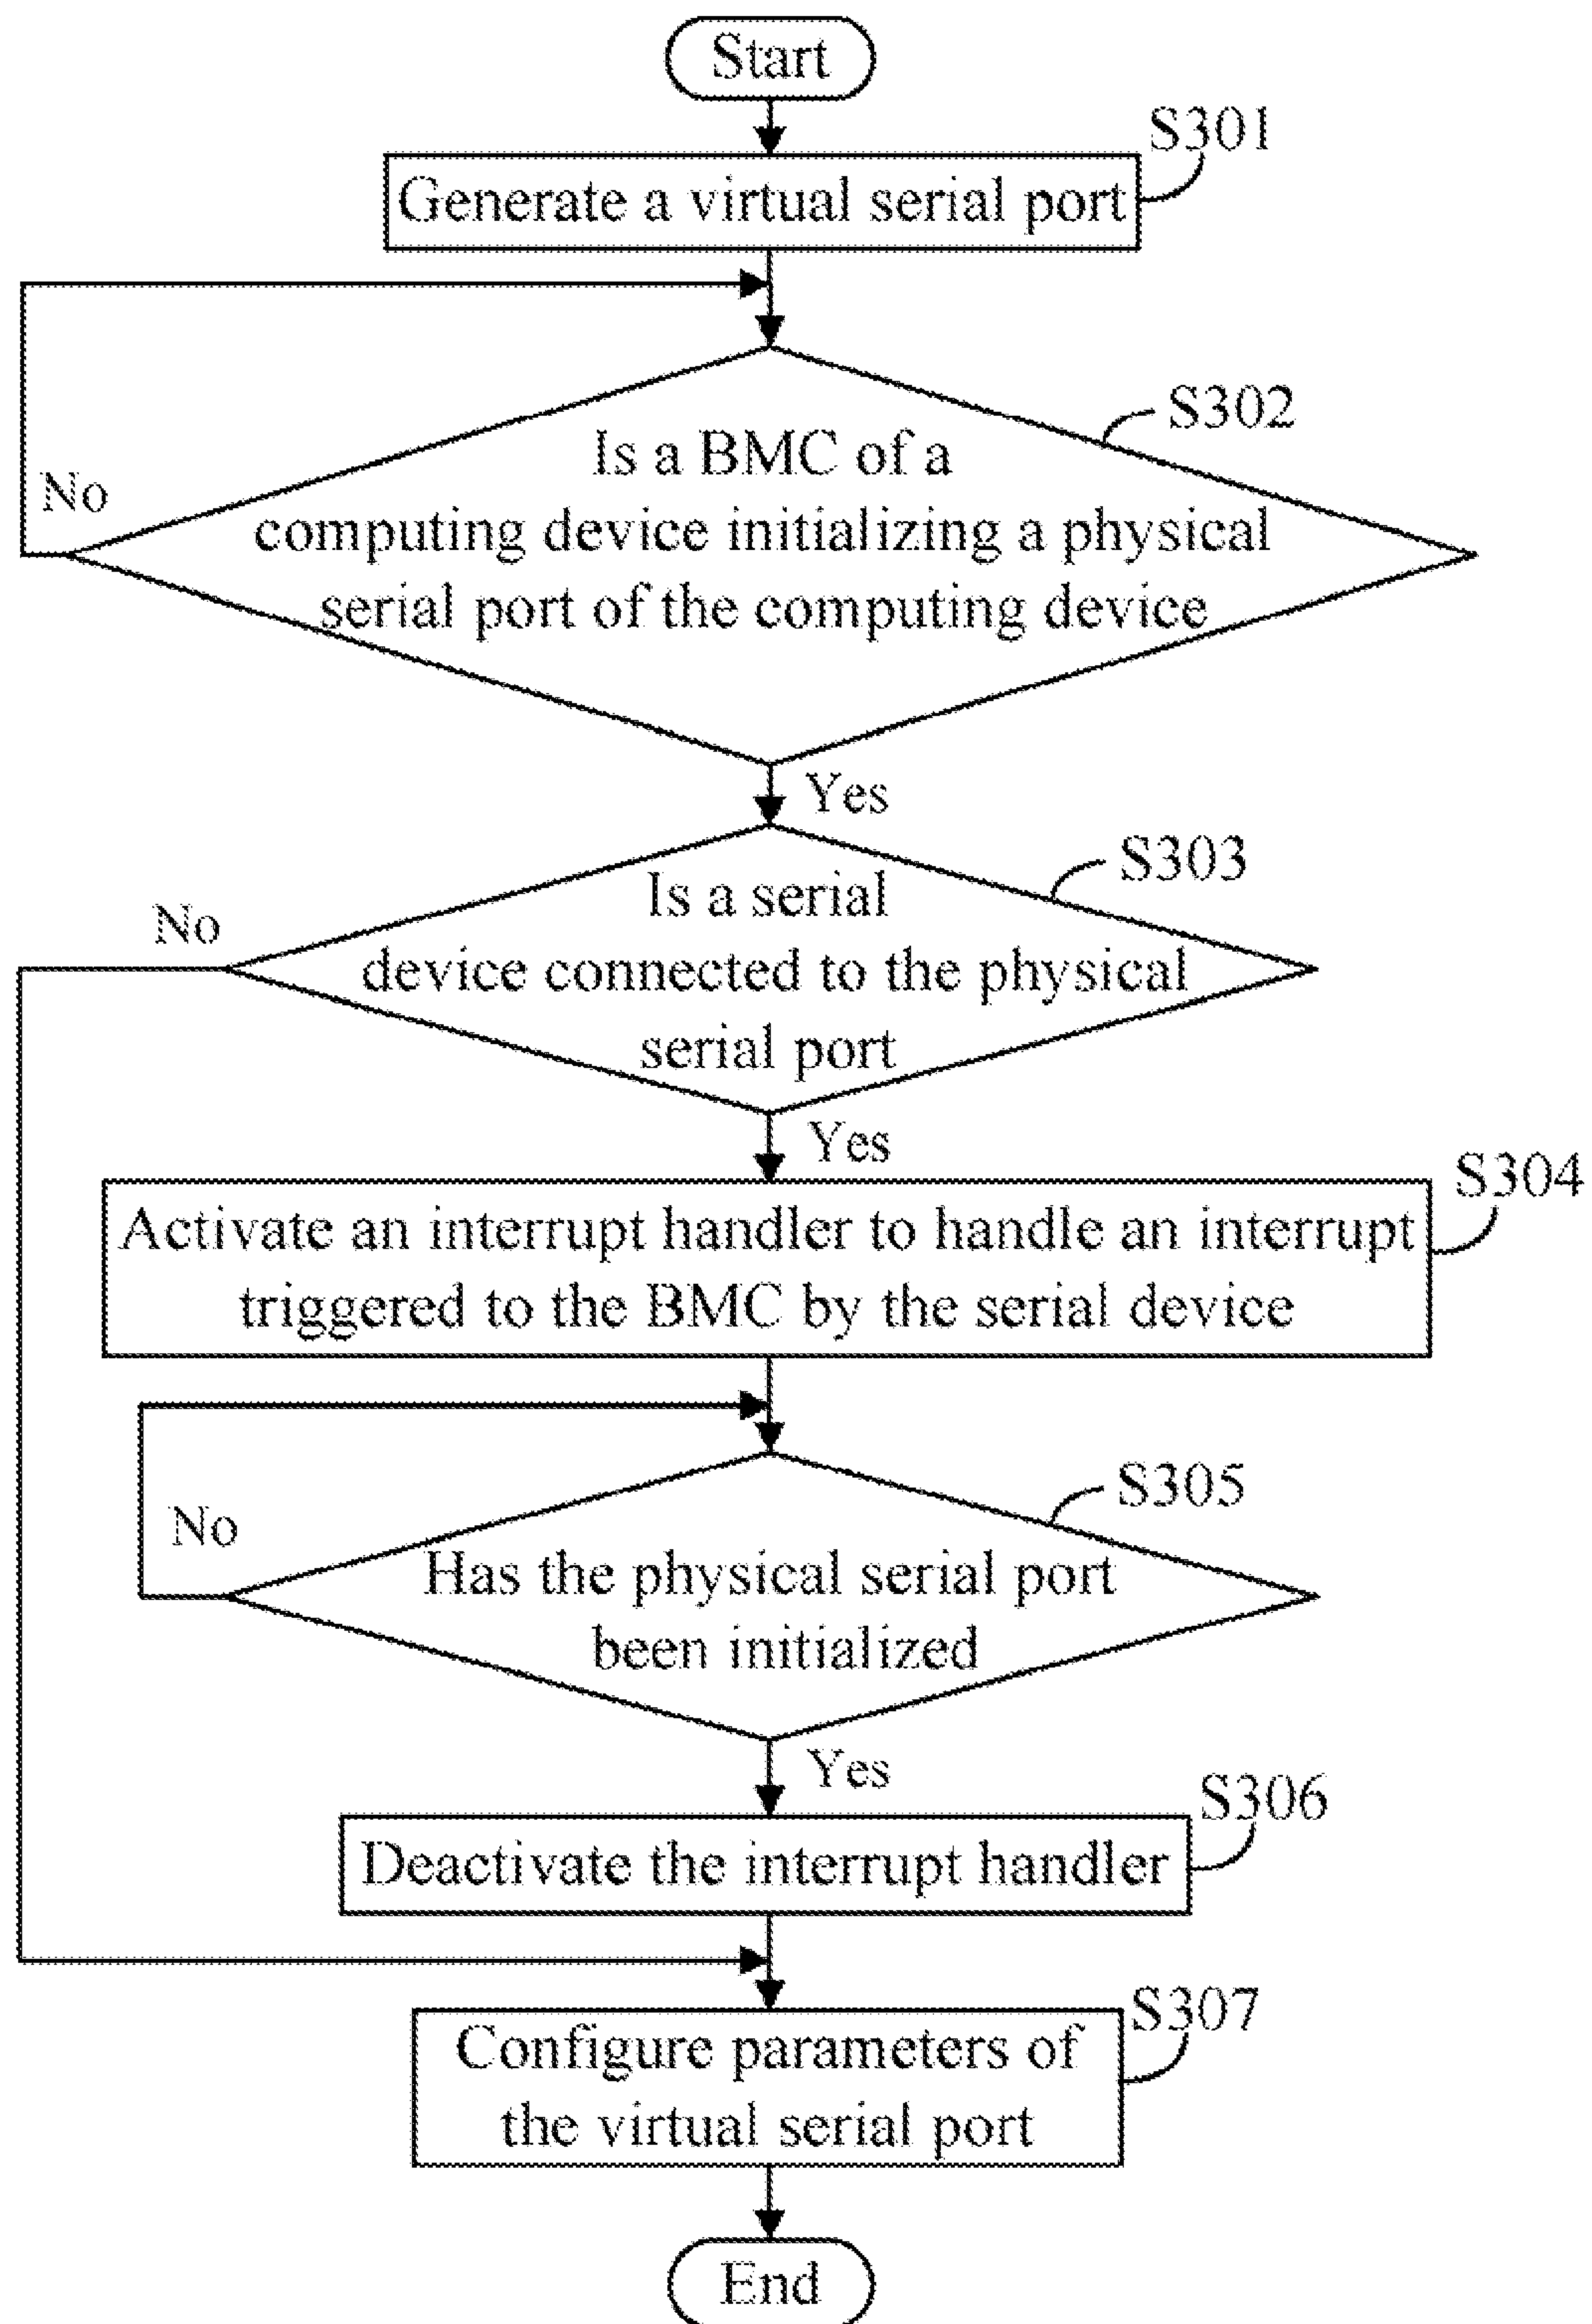 Start
S301
Generate a virtual serial port
S302
Is a BMC of a
computing device initializing a physical
serial port of the computing device
No
Yes
S303
Is a serial
device connected to the physical
serial port
No
Yes
S304
Activate an interrupt handler to handle an interrupt
triggered to the BMC by the serial device
S305
Has the physical serial port
been initialized
No
Yes
S306
Deactivate the interrupt handler
S307
Configure parameters of
the virtual serial port
End